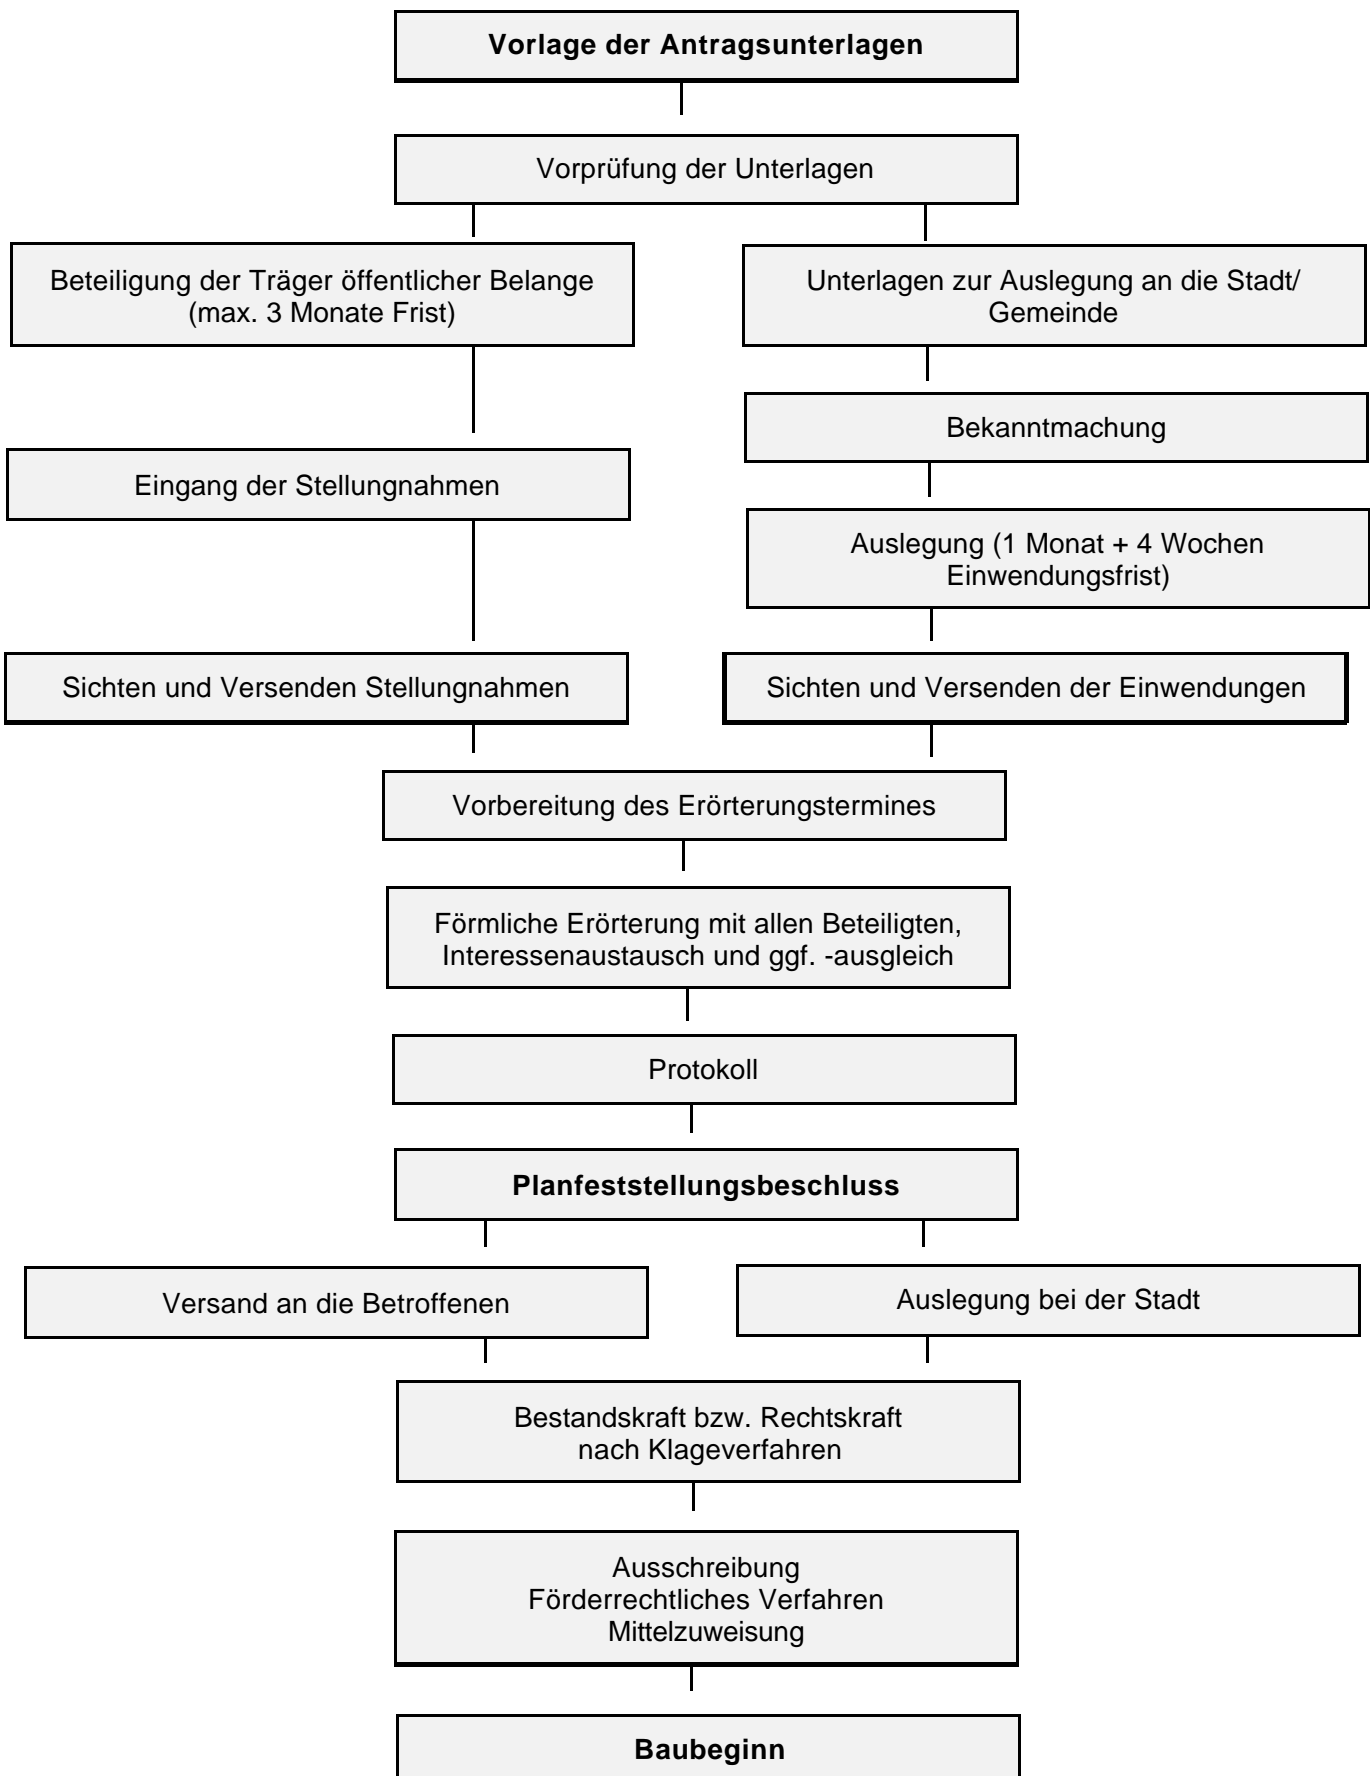 Vorlage der Antragsunterlagen
Vorprüfung der Unterlagen
Beteiligung der Träger öffentlicher Belange
(max. 3 Monate Frist)
Unterlagen zur Auslegung an die Stadt/
Gemeinde
Bekanntmachung
Eingang der Stellungnahmen
Auslegung (1 Monat + 4 Wochen
Einwendungsfrist)
Sichten und Versenden Stellungnahmen
Sichten und Versenden der Einwendungen
Vorbereitung des Erörterungstermines
Förmliche Erörterung mit allen Beteiligten,
Interessenaustausch und ggf. -ausgleich
Protokoll
Planfeststellungsbeschluss
Versand an die Betroffenen
Auslegung bei der Stadt
Bestandskraft bzw. Rechtskraft
nach Klageverfahren
Ausschreibung
Förderrechtliches Verfahren
Mittelzuweisung
Baubeginn